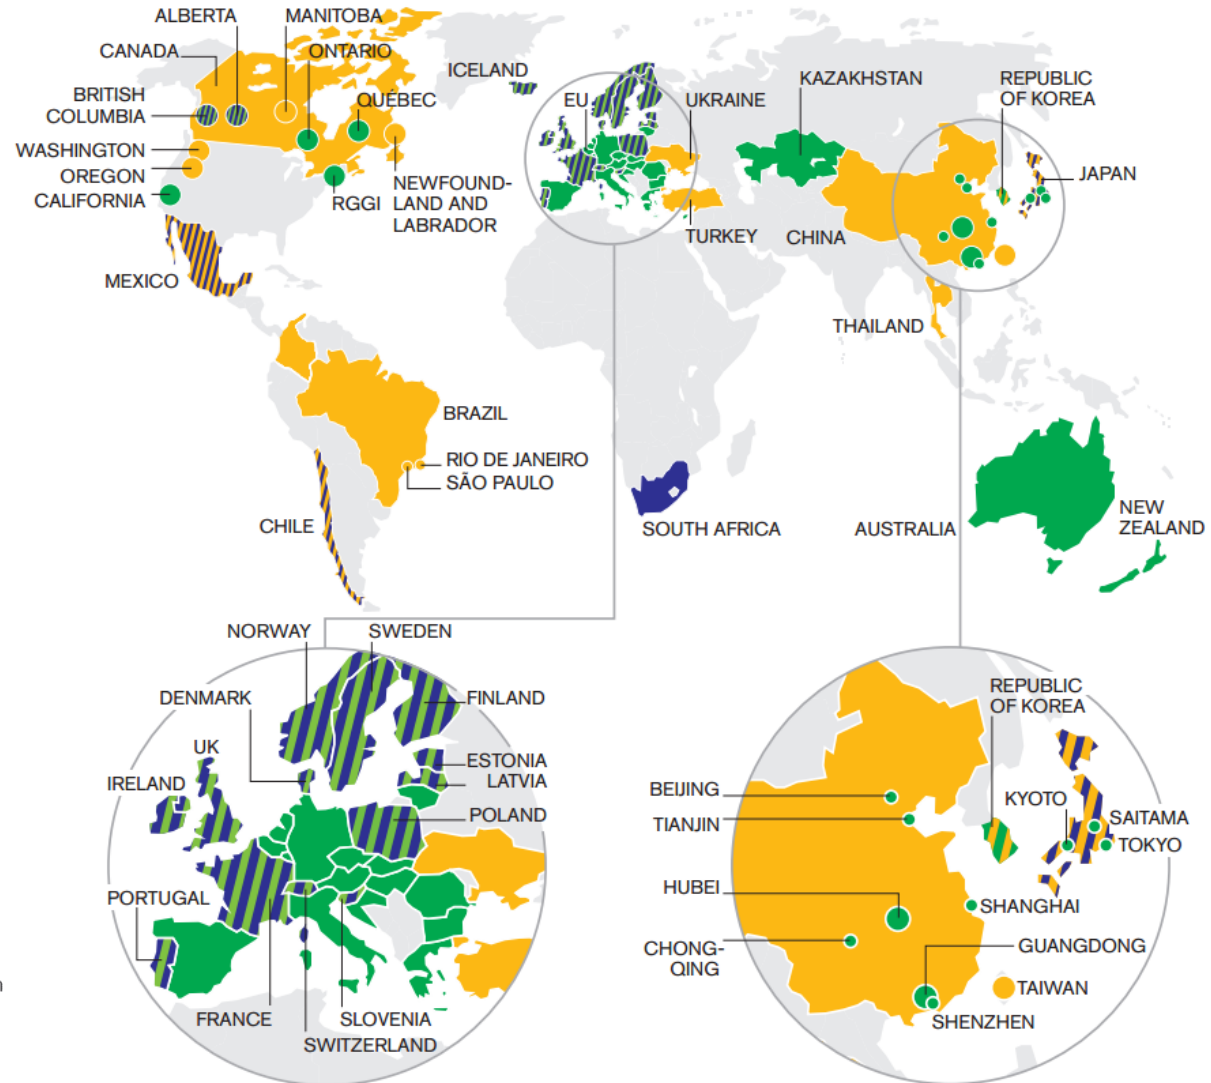 ALBERTA
MANITOBA
CANADA
ONTARIO
BRITISH
COLUMBIA
QUÉBEC
WASHINGTON
OREGON
CALIFORNIA
RGGI
NEWFOUND-
LAND AND
LABRADOR
MEXICO
ICELAND
EU
UKRAINE
KAZAKHSTAN
REPUBLIC
OF KOREA
JAPAN
TURKEY
CHINA
THAILAND
BRAZIL
RIO DE JANEIRO
SÃO PAULO
CHILE
SOUTH AFRICA
AUSTRALIA
NEW
ZEALAND
NORWAY
SWEDEN
DENMARK
FINLAND
UK
IRELAND
ESTONIA
LATVIA
POLAND
PORTUGAL
FRANCE
SLOVENIA
SWITZERLAND
REPUBLIC
OF KOREA
BEIJING
TIANJIN
KYOTO
SAITAMA
TOKYO
HUBEI
SHANGHAI
CHONG-
QING
GUANGDONG
TAIWAN
SHENZHEN